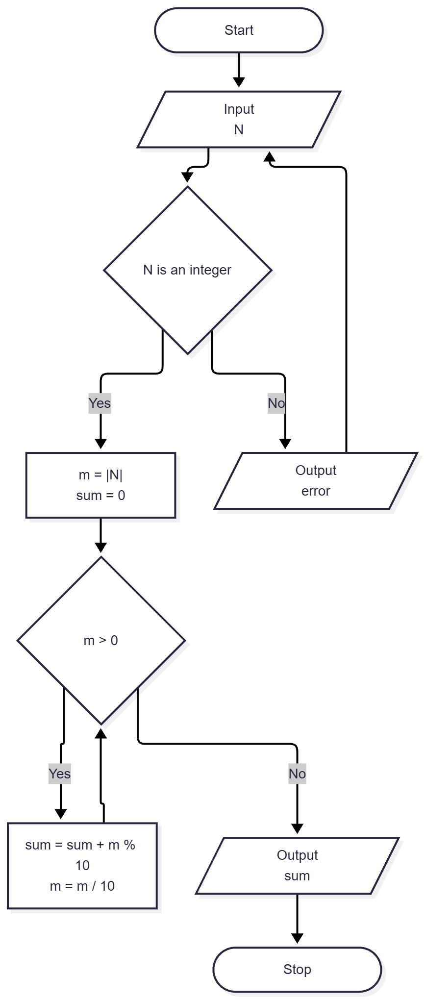 Start
Input
N
N is an integer
Yes
No
m = |N|
sum = 0
Output
error
m > 0
Yes
No
sum = sum + m %
10
m = m / 10
Output
sum
Stop